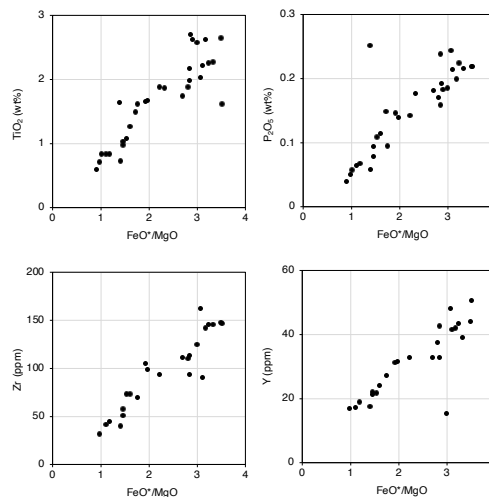 3
2
1
0
TiO₂ (wt%)
0 1 2 3 4
FeO*/MgO
0.3
0.2
0.1
0
P₂O₅ (wt%)
0 1 2 3 4
FeO*/MgO
200
150
100
50
0
Zr (ppm)
0 1 2 3 4
FeO*/MgO
60
40
20
0
Y (ppm)
0 1 2 3 4
FeO*/MgO